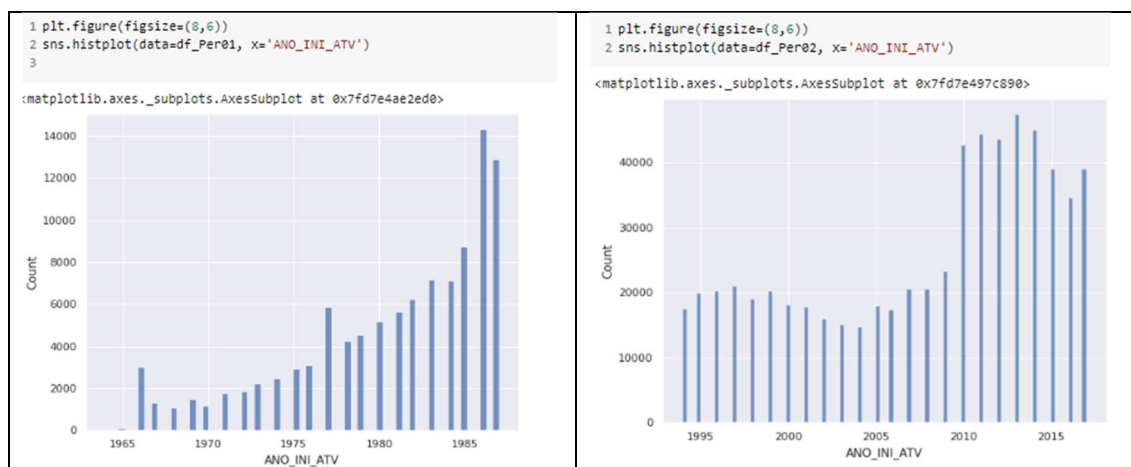 1 plt.figure(figsize=(8,6))
2 sns.histplot(data=df_Per01, x='ANO_INI_ATV')
3
<matplotlib.axes._subplots.AxesSubplot at 0x7fd7e4ae2ed0>
14000
12000
10000
8000
6000
4000
2000
0
Count
1965
1970
1975
1980
1985
ANO_INI_ATV
1 plt.figure(figsize=(8,6))
2 sns.histplot(data=df_Per02, x='ANO_INI_ATV')
<matplotlib.axes._subplots.AxesSubplot at 0x7fd7e497c890>
40000
30000
20000
10000
0
Count
1995
2000
2005
2010
2015
ANO_INI_ATV